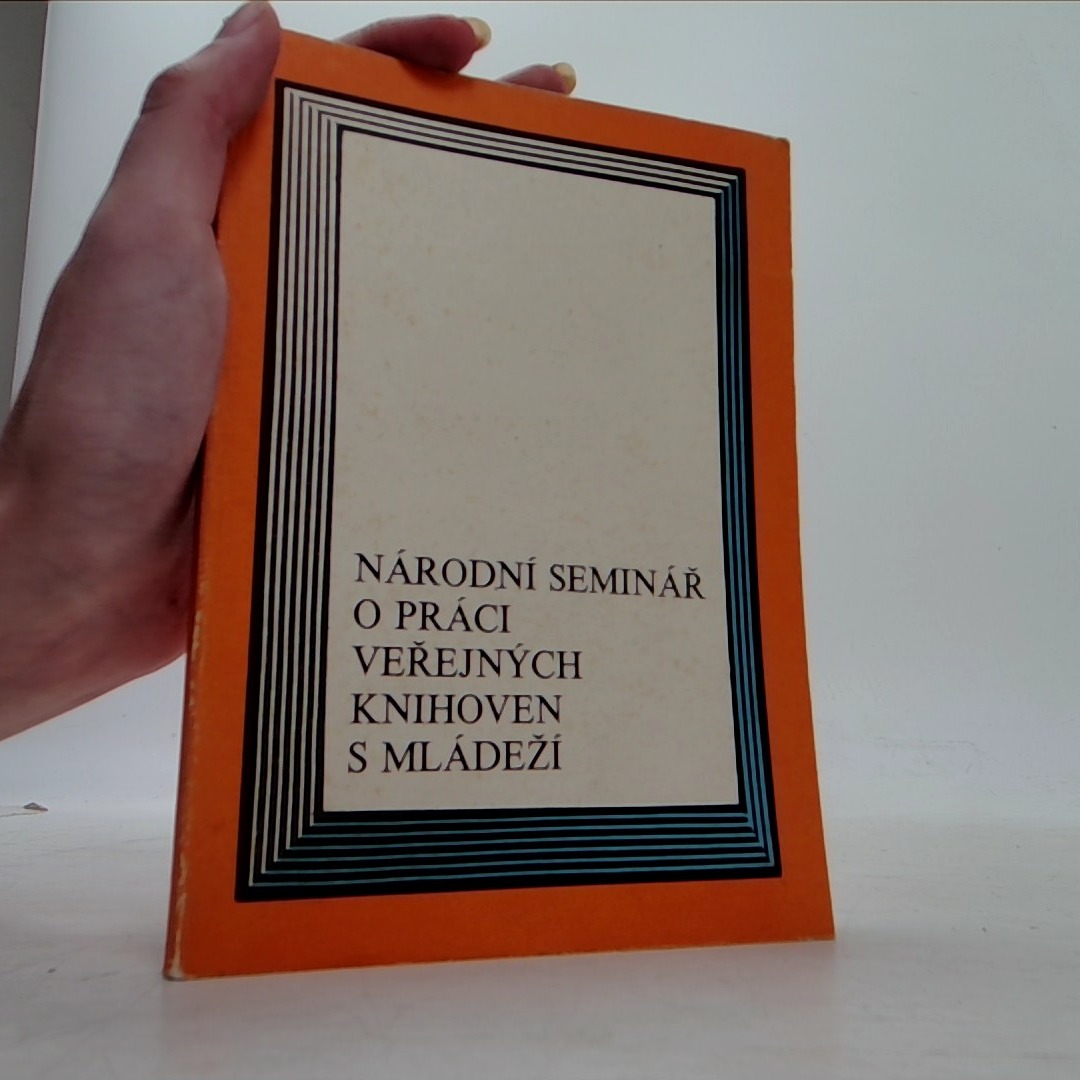 NÁRODNÍ SEMINÁŘ
O PRÁCI
VEŘEJNÝCH
KNIHOVEN
S MLÁDEŽÍ